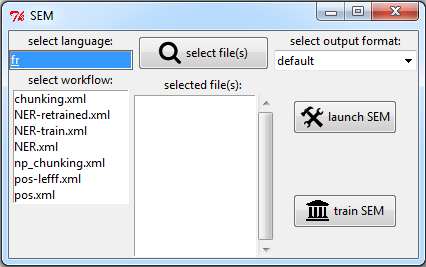 SEM
select language:
fr
select file(s)
select output format:
default
select workflow:
chunking.xml
NER-retrained.xml
NER-train.xml
NER.xml
np_chunking.xml
pos-lefff.xml
pos.xml
selected file(s):
launch SEM
train SEM